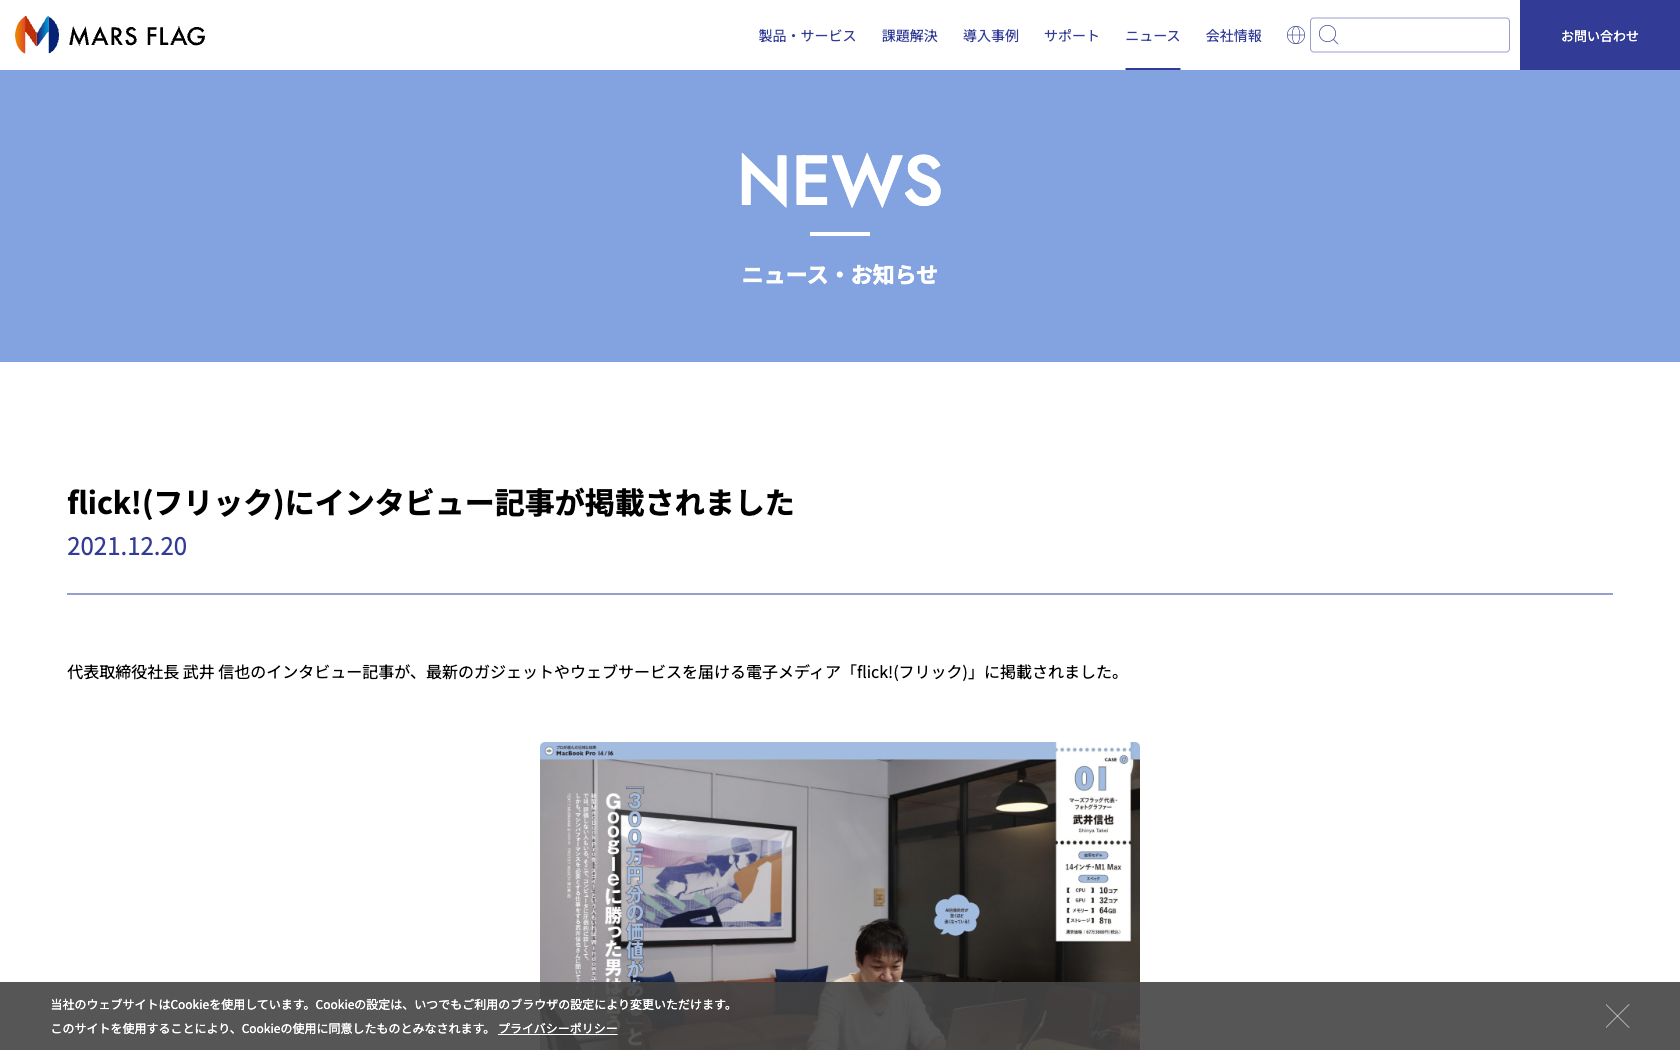 MARS FLAG
製品・サービス
課題解決
導入事例
サポート
ニュース
会社情報
お問い合わせ
NEWS
ニュース・お知らせ
flick!(フリック)にインタビュー記事が掲載されました
2021.12.20
代表取締役社長 武井 信也のインタビュー記事が、最新のガジェットやウェブサービスを届ける電子メディア「flick!(フリック)」に掲載されました。
MacBook Pro 14/16
CASE
01
マーズフラッグ代表・
フォトグラファー
武井信也
Shinya Takei
14インチ・M1 Max
スペック
【 CPU 】 10コア
【 GPU 】 32コア
【 メモリー 】 64GB
【 ストレージ 】 8TB
「300万円分の価値が
Googleに勝った男は
当社のウェブサイトはCookieを使用しています。Cookieの設定は、いつでもご利用のブラウザの設定により変更いただけます。
このサイトを使用することにより、Cookieの使用に同意したものとみなされます。 プライバシーポリシー